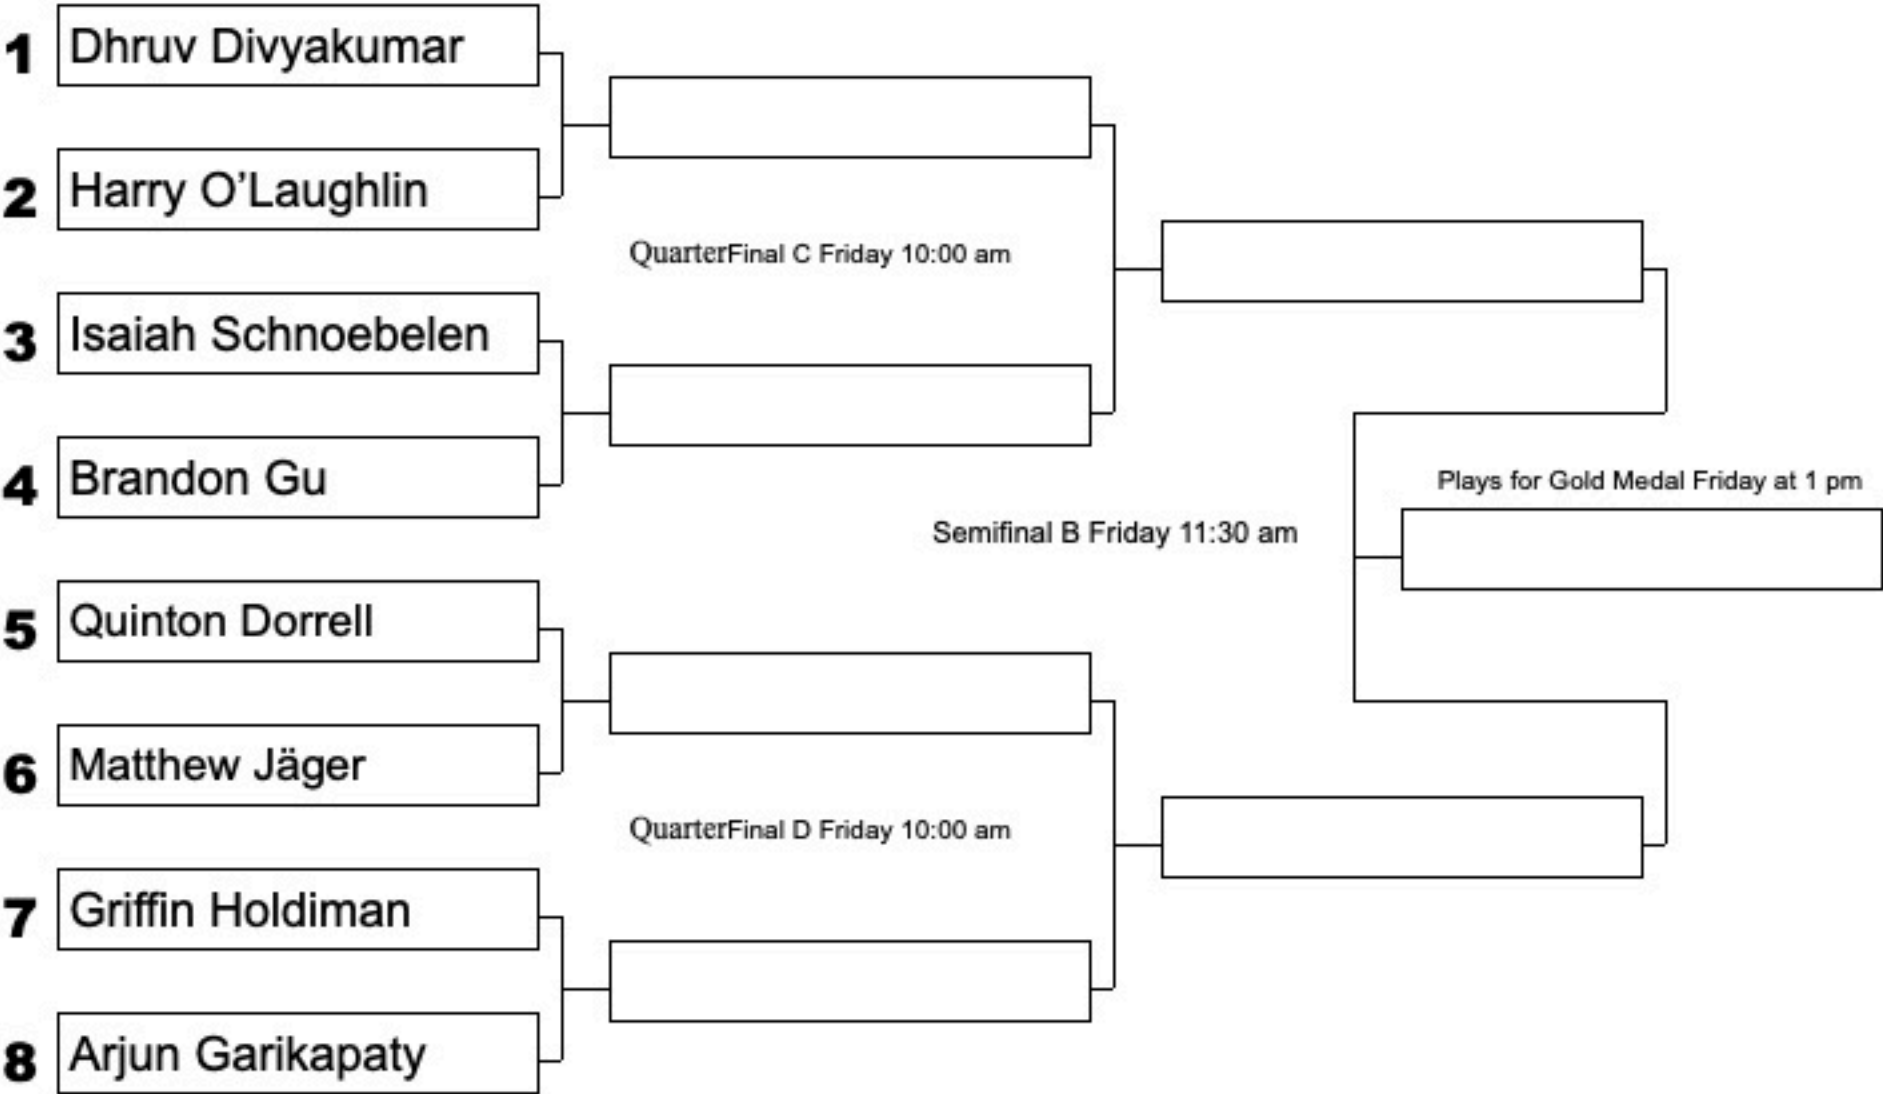 1 Dhruv Divyakumar
2 Harry O’Laughlin
QuarterFinal C Friday 10:00 am
3 Isaiah Schnoebelen
4 Brandon Gu
Plays for Gold Medal Friday at 1 pm
Semifinal B Friday 11:30 am
5 Quinton Dorrell
6 Matthew Jäger
QuarterFinal D Friday 10:00 am
7 Griffin Holdiman
8 Arjun Garikapaty